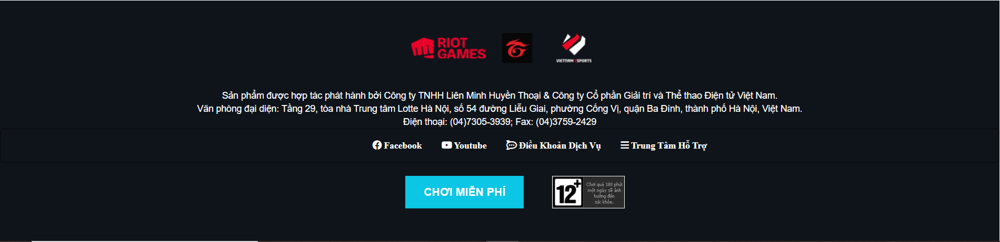 RIOT
GAMES
VIETNAM ESPORTS
Sản phẩm được hợp tác phát hành bởi Công ty TNHH Liên Minh Huyền Thoại & Công ty Cổ phần Giải trí và Thể thao Điện tử Việt Nam.
Văn phòng đại diện: Tầng 29, tòa nhà Trung tâm Lotte Hà Nội, số 54 đường Liễu Giai, phường Cống Vị, quận Ba Đình, thành phố Hà Nội, Việt Nam.
Điện thoại: (04)7305-3939; Fax: (04)3759-2429
Facebook Youtube Điều Khoản Dịch Vụ Trung Tâm Hỗ Trợ
CHƠI MIỄN PHÍ
12+
Chơi quá 180 phút
một ngày sẽ ảnh
hưởng đến
sức khỏe.